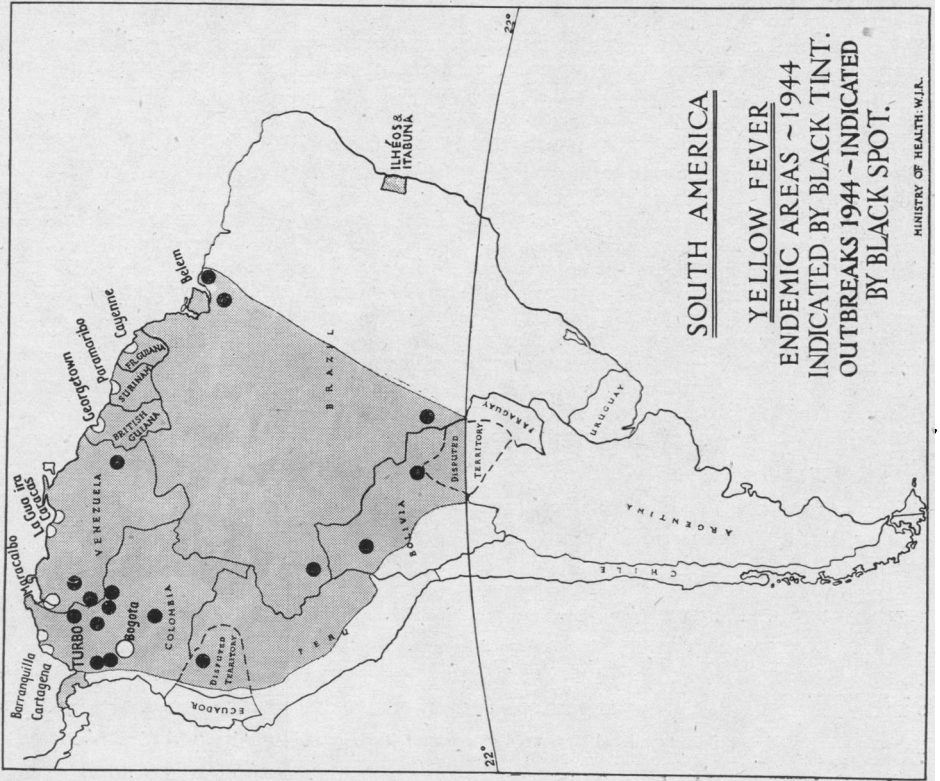 SOUTH AMERICA
YELLOW FEVER
ENDEMIC AREAS ~ 1944
INDICATED BY BLACK TINT.
OUTBREAKS 1944 ~ INDICATED
BY BLACK SPOT.
MINISTRY OF HEALTH: W.J.R.
Barranquilla
Cartagena
Maracaibo
La Guaira
Caracas
Georgetown
Paramaribo
Cayenne
Belem
TURBO
Bogota
VENEZUELA
BRITISH
GUIANA
SURINAM
FR. GUIANA
COLOMBIA
DISPUTED
TERRITORY
ECUADOR
PERU
BRAZIL
BOLIVIA
ILHÉOS &
ITABUNA
DISPUTED
TERRITORY
PARAGUAY
URUGUAY
ARGENTINA
CHILE
22°
22°